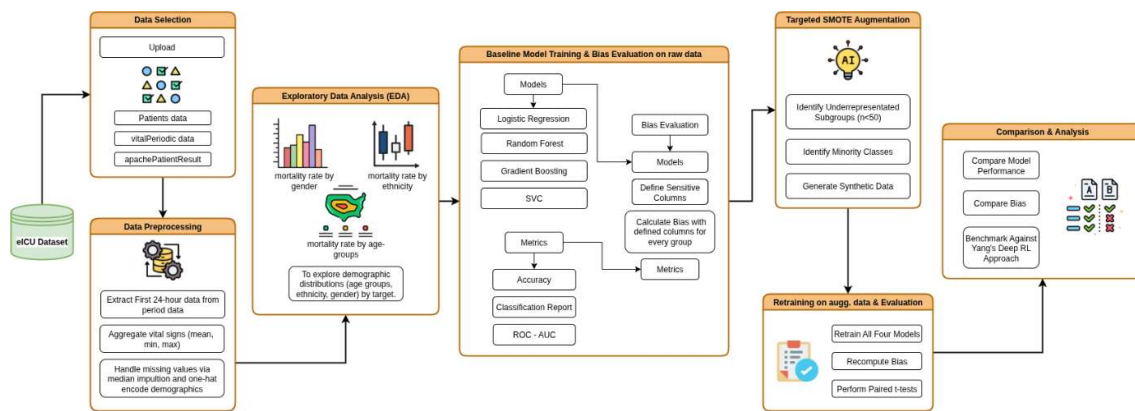 eICU Dataset
Data Selection
Upload
Patients data
vitalPeriodic data
apachePatientResult
Data Preprocessing
Extract First 24-hour data from
period data
Aggregate vital signs (mean,
min, max)
Handle missing values via
median impultion and one-hat
encode demographics
Exploratory Data Analysis (EDA)
mortality rate by
gender
mortality rate by
ethnicity
mortality rate by age-
groups
To explore demographic
distributions (age groups,
ethnicity, gender) by target.
Baseline Model Training & Bias Evaluation on raw data
Models
Logistic Regression
Random Forest
Gradient Boosting
SVC
Metrics
Accuracy
Classification Report
ROC - AUC
Bias Evaluation
Models
Define Sensitive
Columns
Calculate Bias with
defined columns for
every group
Metrics
Targeted SMOTE Augmentation
AI
Identify Underrepresented
Subgroups (n<50)
Identify Minority Classes
Generate Synthetic Data
Retraining on augg. data & Evaluation
Retrain All Four Models
Recompute Bias
Perform Paired t-tests
Comparison & Analysis
Compare Model
Performance
Compare Bias
Benchmark Against
Yang's Deep RL
Approach
A B